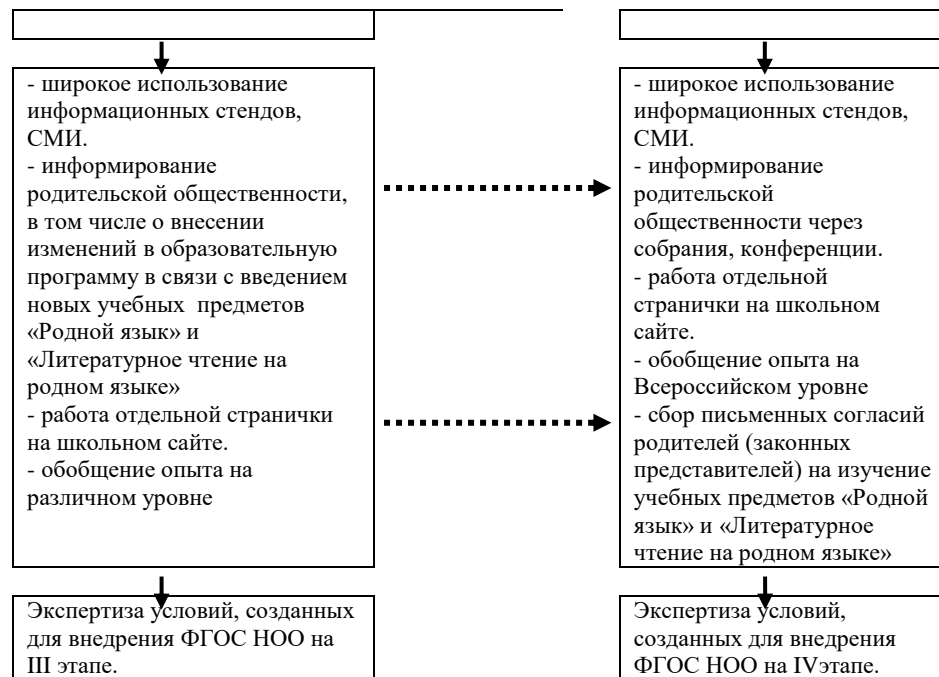 - широкое использование
информационных стендов,
СМИ.
- информирование
родительской общественности,
в том числе о внесении
изменений в образовательную
программу в связи с введением
новых учебных предметов
«Родной язык» и
«Литературное чтение на
родном языке»
- работа отдельной странички
на школьном сайте.
- обобщение опыта на
различном уровне
- широкое использование
информационных стендов,
СМИ.
- информирование
родительской
общественности через
собрания, конференции.
- работа отдельной
странички на школьном
сайте.
- обобщение опыта на
Всероссийском уровне
- сбор письменных согласий
родителей (законных
представителей) на изучение
учебных предметов «Родной
язык» и «Литературное
чтение на родном языке»
Экспертиза условий, созданных
для внедрения ФГОС НОО на
III этапе.
Экспертиза условий,
созданных для внедрения
ФГОС НОО на IVэтапе.